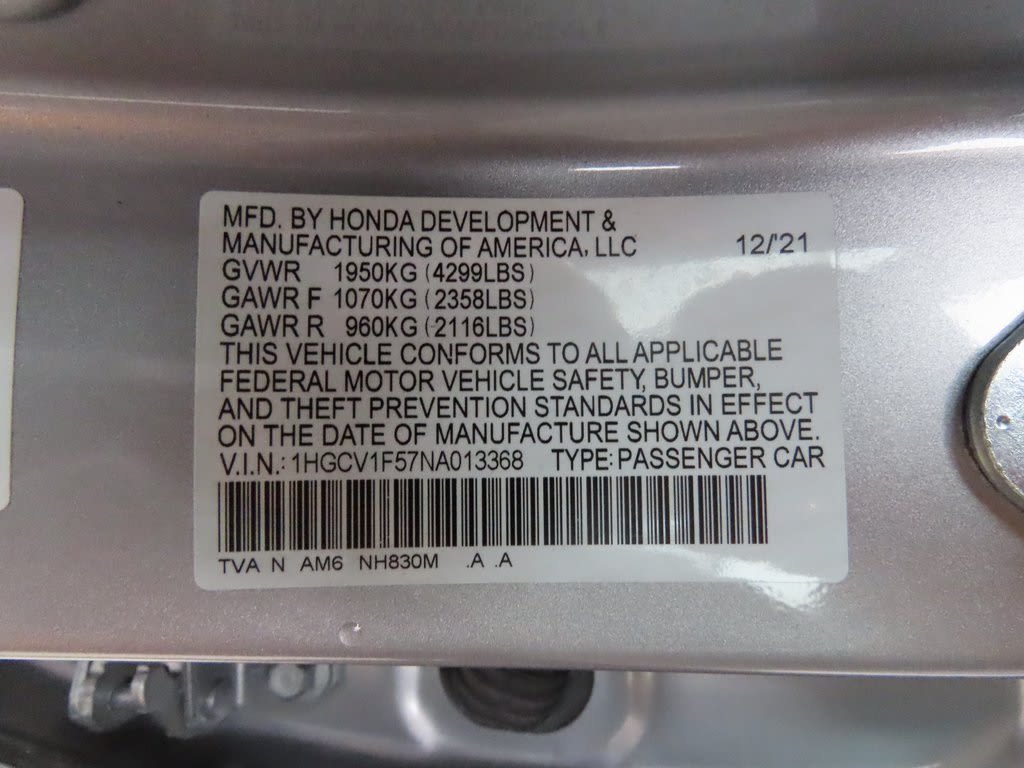 MFD. BY HONDA DEVELOPMENT &
MANUFACTURING OF AMERICA, LLC 12/'21
GVWR 1950KG (4299LBS)
GAWR F 1070KG (2358LBS)
GAWR R 960KG (2116LBS)
THIS VEHICLE CONFORMS TO ALL APPLICABLE
FEDERAL MOTOR VEHICLE SAFETY, BUMPER,
AND THEFT PREVENTION STANDARDS IN EFFECT
ON THE DATE OF MANUFACTURE SHOWN ABOVE.
V.I.N.: 1HGCV1F57NA013368 TYPE: PASSENGER CAR
TVA N AM6 NH830M .A .A